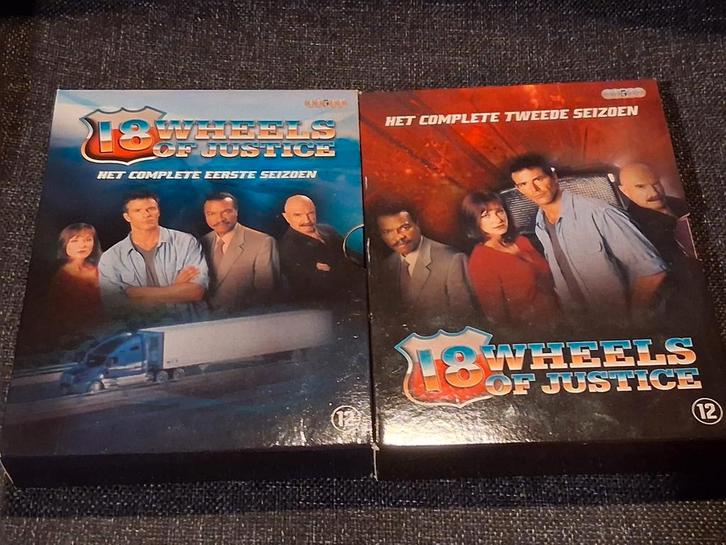 18 WHEELS
OF JUSTICE
HET COMPLETE EERSTE SEIZOEN
12
HET COMPLETE TWEEDE SEIZOEN
18 WHEELS
OF JUSTICE
12